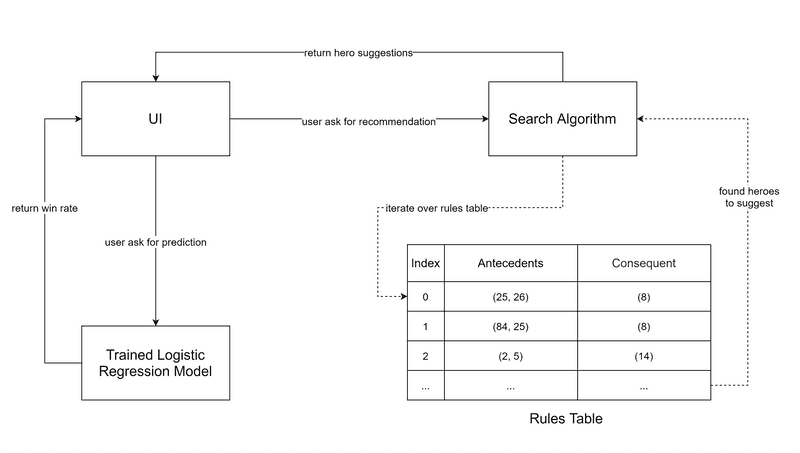 return hero suggestions
UI
user ask for recommendation
Search Algorithm
return win rate
iterate over rules table
found heroes
to suggest
user ask for prediction
Index Antecedents Consequent
0 (25, 26) (8)
1 (84, 25) (8)
2 (2, 5) (14)
... ... ...
Trained Logistic
Regression Model
Rules Table